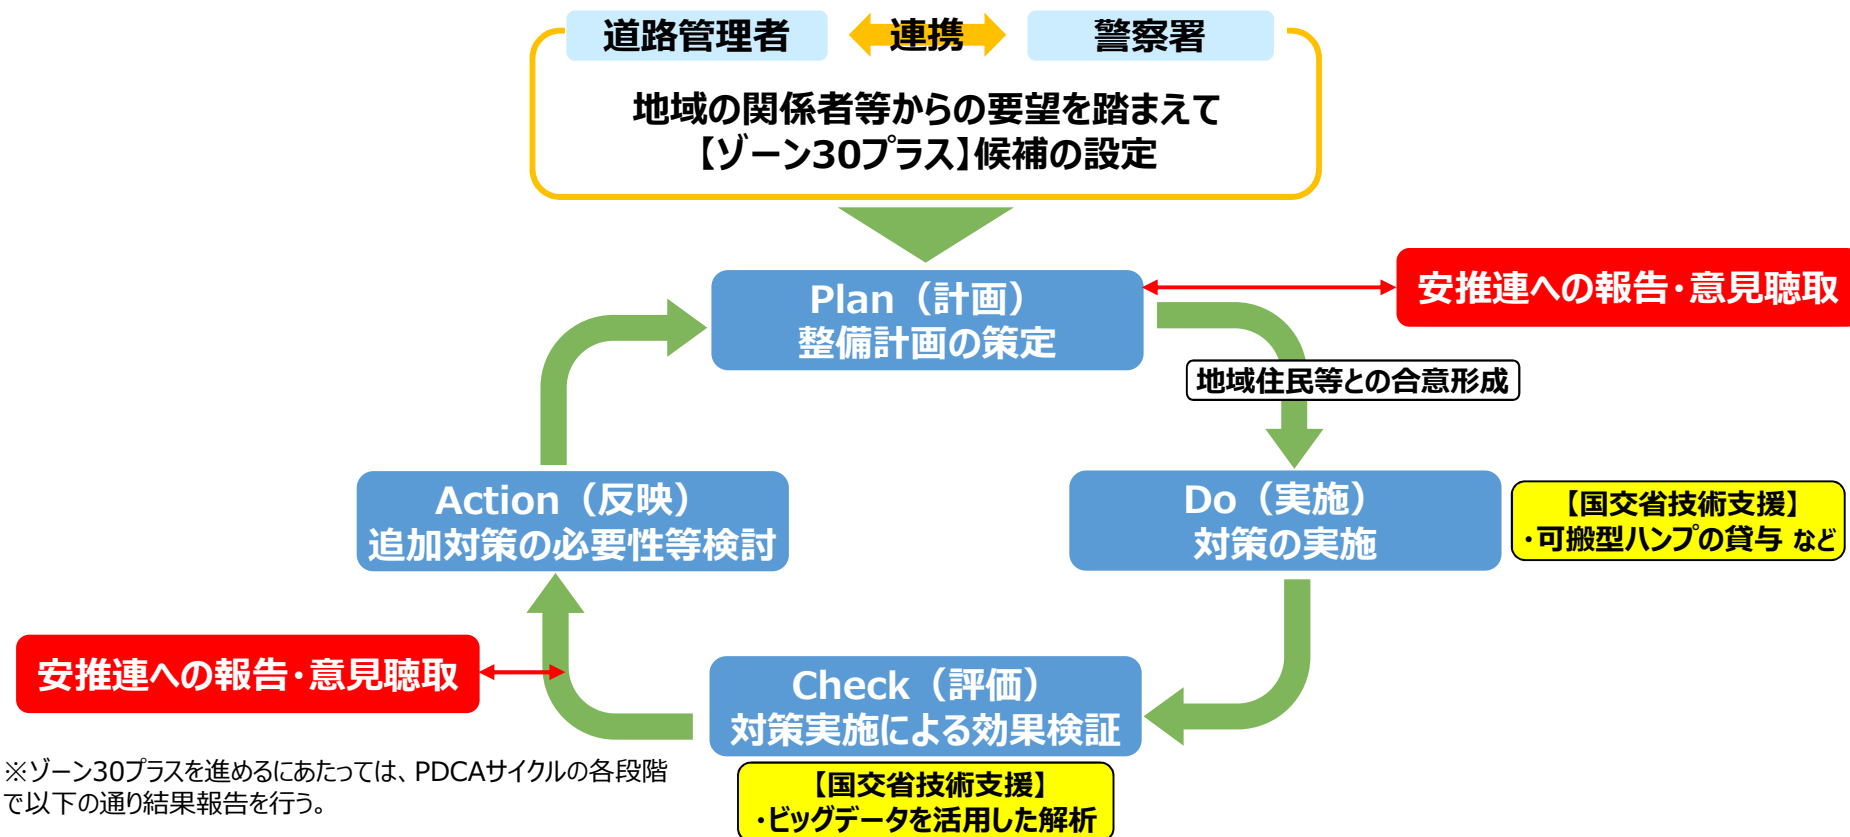 道路管理者
連携
警察署
地域の関係者等からの要望を踏まえて
【ゾーン30プラス】候補の設定
Plan（計画）
整備計画の策定
安推連への報告・意見聴取
地域住民等との合意形成
Action（反映）
追加対策の必要性等検討
Do（実施）
対策の実施
【国交省技術支援】
・可搬型ハンプの貸与 など
安推連への報告・意見聴取
Check（評価）
対策実施による効果検証
【国交省技術支援】
・ビッグデータを活用した解析
※ゾーン30プラスを進めるにあたっては、PDCAサイクルの各段階
で以下の通り結果報告を行う。